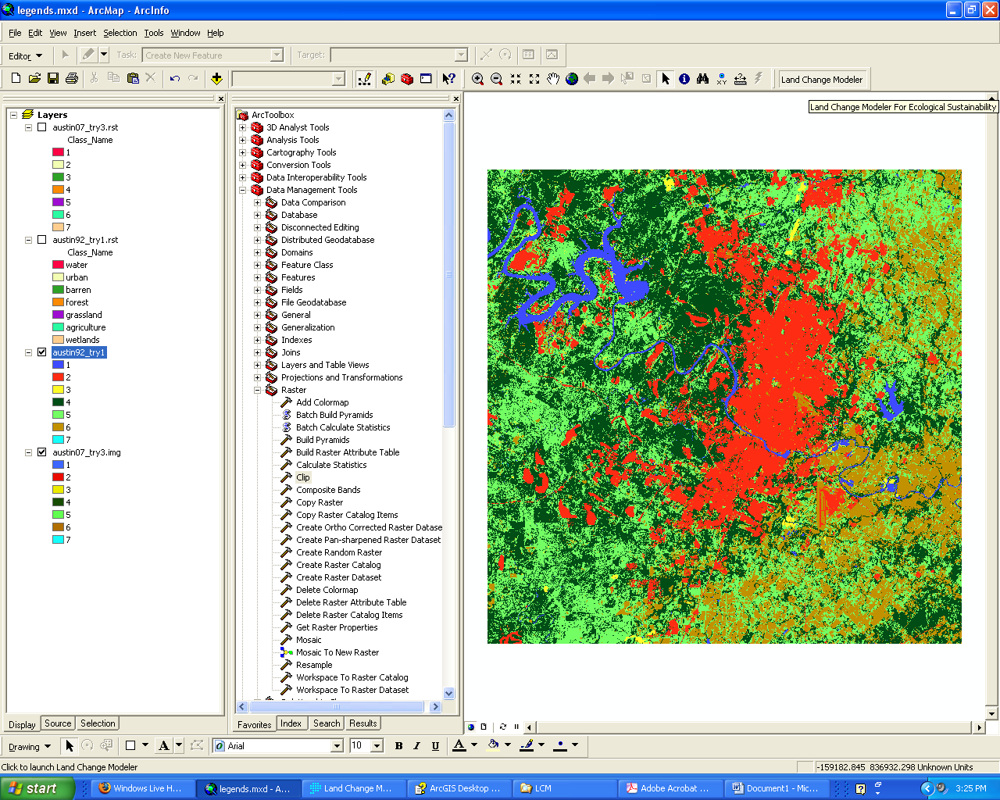 legends.mxd - ArcMap - ArcInfo
File Edit View Insert Selection Tools Window Help
Editor Task: Create New Feature Target:
Land Change Modeler
Land Change Modeler For Ecological Sustainability
Layers
austin07_try3.rst
Class_Name
1
2
3
4
5
6
7
austin92_try1.rst
Class_Name
water
urban
barren
forest
grassland
agriculture
wetlands
austin92_try1
1
2
3
4
5
6
7
austin07_try3.img
1
2
3
4
5
6
7
Display Source Selection
ArcToolbox
3D Analyst Tools
Analysis Tools
Cartography Tools
Conversion Tools
Data Interoperability Tools
Data Management Tools
Data Comparison
Database
Disconnected Editing
Distributed Geodatabase
Domains
Feature Class
Features
Fields
File Geodatabase
General
Generalization
Indexes
Joins
Layers and Table Views
Projections and Transformations
Raster
Add Colormap
Batch Build Pyramids
Batch Calculate Statistics
Build Pyramids
Build Raster Attribute Table
Calculate Statistics
Clip
Composite Bands
Copy Raster
Copy Raster Catalog Items
Create Ortho Corrected Raster Datase
Create Pan-sharpened Raster Dataset
Create Random Raster
Create Raster Catalog
Create Raster Dataset
Delete Colormap
Delete Raster Attribute Table
Delete Raster Catalog Items
Get Raster Properties
Mosaic
Mosaic To New Raster
Resample
Workspace To Raster Catalog
Workspace To Raster Dataset
Favorites Index Search Results
Drawing A Arial 10 B I U A
Click to launch Land Change Modeler
-159182.845 836932.298 Unknown Units
start Windows Live H... legends.mxd - A... Land Change M... ArcGIS Desktop ... LCM Adobe Acrobat ... Document1 - Mic... 3:25 PM